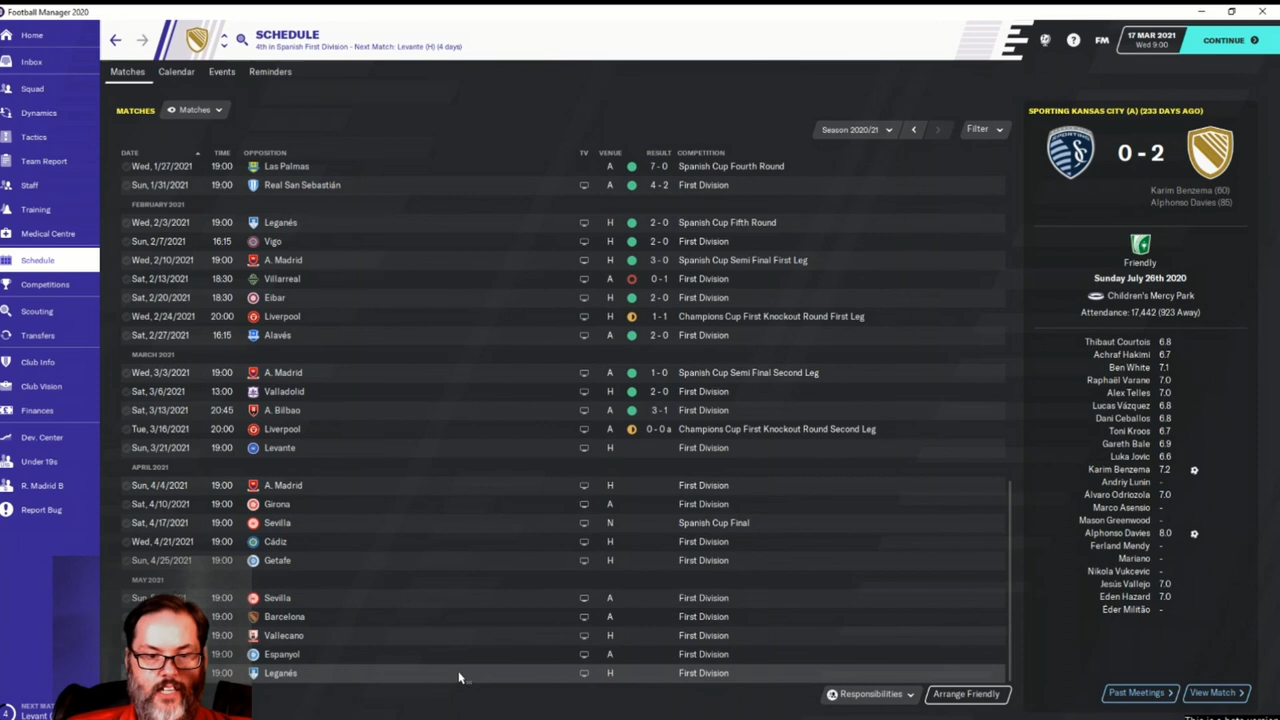 Football Manager 2020
SCHEDULE
4th in Spanish First Division - Next Match: Levante (H) (4 days)
FM
17 MAR 2021
Wed 9:00
CONTINUE
Home
Inbox
Squad
Dynamics
Tactics
Team Report
Staff
Training
Medical Centre
Schedule
Competitions
Scouting
Transfers
Club Info
Club Vision
Finances
Dev. Center
Under 19s
R. Madrid B
Report Bug
Matches Calendar Events Reminders
MATCHES Matches
Season 2020/21 Filter
DATE TIME OPPOSITION TV VENUE RESULT COMPETITION
Wed, 1/27/2021 19:00 Las Palmas A 7 - 0 Spanish Cup Fourth Round
Sun, 1/31/2021 19:00 Real San Sebastián A 4 - 2 First Division
FEBRUARY 2021
Wed, 2/3/2021 19:00 Leganés H 2 - 0 Spanish Cup Fifth Round
Sun, 2/7/2021 16:15 Vigo H 2 - 0 First Division
Wed, 2/10/2021 19:00 A. Madrid H 3 - 0 Spanish Cup Semi Final First Leg
Sat, 2/13/2021 18:30 Villarreal A 0 - 1 First Division
Sat, 2/20/2021 18:30 Eibar H 2 - 0 First Division
Wed, 2/24/2021 20:00 Liverpool H 1 - 1 Champions Cup First Knockout Round First Leg
Sat, 2/27/2021 16:15 Alavés A 2 - 0 First Division
MARCH 2021
Wed, 3/3/2021 19:00 A. Madrid A 1 - 0 Spanish Cup Semi Final Second Leg
Sat, 3/6/2021 13:00 Valladolid H 2 - 0 First Division
Sat, 3/13/2021 20:45 A. Bilbao A 3 - 1 First Division
Tue, 3/16/2021 20:00 Liverpool A 0 - 0 a Champions Cup First Knockout Round Second Leg
Sun, 3/21/2021 19:00 Levante H First Division
APRIL 2021
Sun, 4/4/2021 19:00 A. Madrid H First Division
Sat, 4/10/2021 19:00 Girona A First Division
Sat, 4/17/2021 19:00 Sevilla N Spanish Cup Final
Wed, 4/21/2021 19:00 Cádiz H First Division
Sun, 4/25/2021 19:00 Getafe H First Division
MAY 2021
19:00 Sevilla A First Division
19:00 Barcelona A First Division
19:00 Vallecano H First Division
19:00 Espanyol A First Division
19:00 Leganés H First Division
Responsibilities Arrange Friendly
SPORTING KANSAS CITY (A) (233 DAYS AGO)
0 - 2
Karim Benzema (60)
Alphonso Davies (85)
Friendly
Sunday July 26th 2020
Children's Mercy Park
Attendance: 17,442 (923 Away)
Thibaut Courtois 6.8
Achraf Hakimi 6.7
Ben White 7.1
Raphaël Varane 7.0
Alex Telles 7.0
Lucas Vázquez 6.8
Dani Ceballos 6.8
Toni Kroos 6.7
Gareth Bale 6.9
Luka Jovic 6.6
Karim Benzema 7.2
Andriy Lunin -
Álvaro Odriozola 7.0
Marco Asensio -
Mason Greenwood -
Alphonso Davies 8.0
Ferland Mendy -
Mariano -
Nikola Vukcevic -
Jesús Vallejo 7.0
Eden Hazard 7.0
Éder Militão -
Past Meetings View Match
4